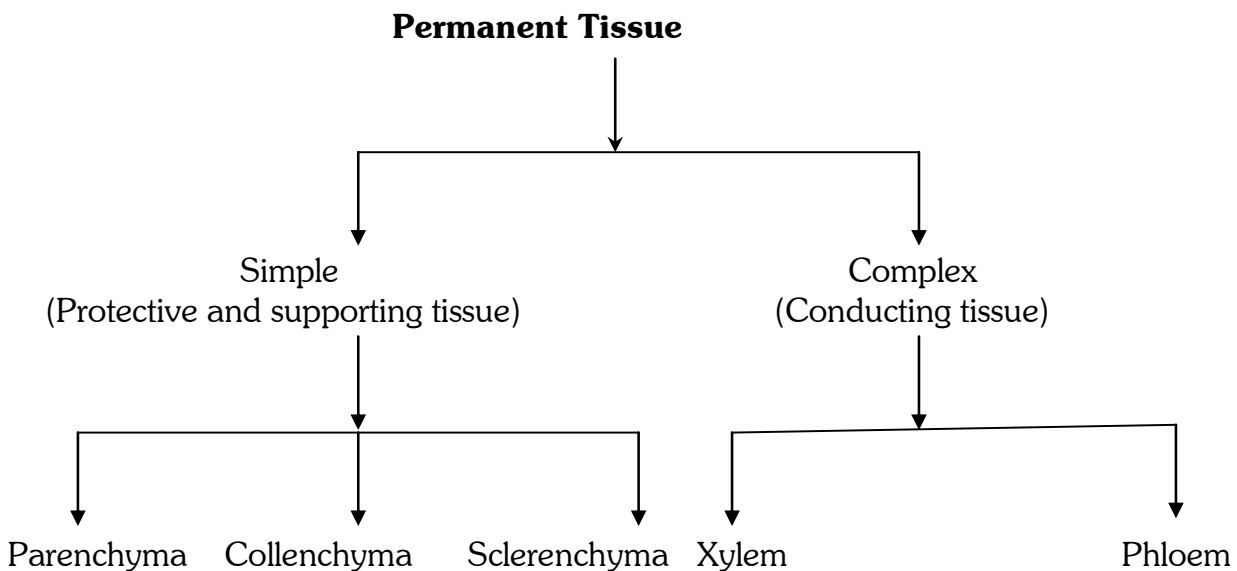 Permanent Tissue
Simple
(Protective and supporting tissue)
Complex
(Conducting tissue)
Parenchyma
Collenchyma
Sclerenchyma
Xylem
Phloem